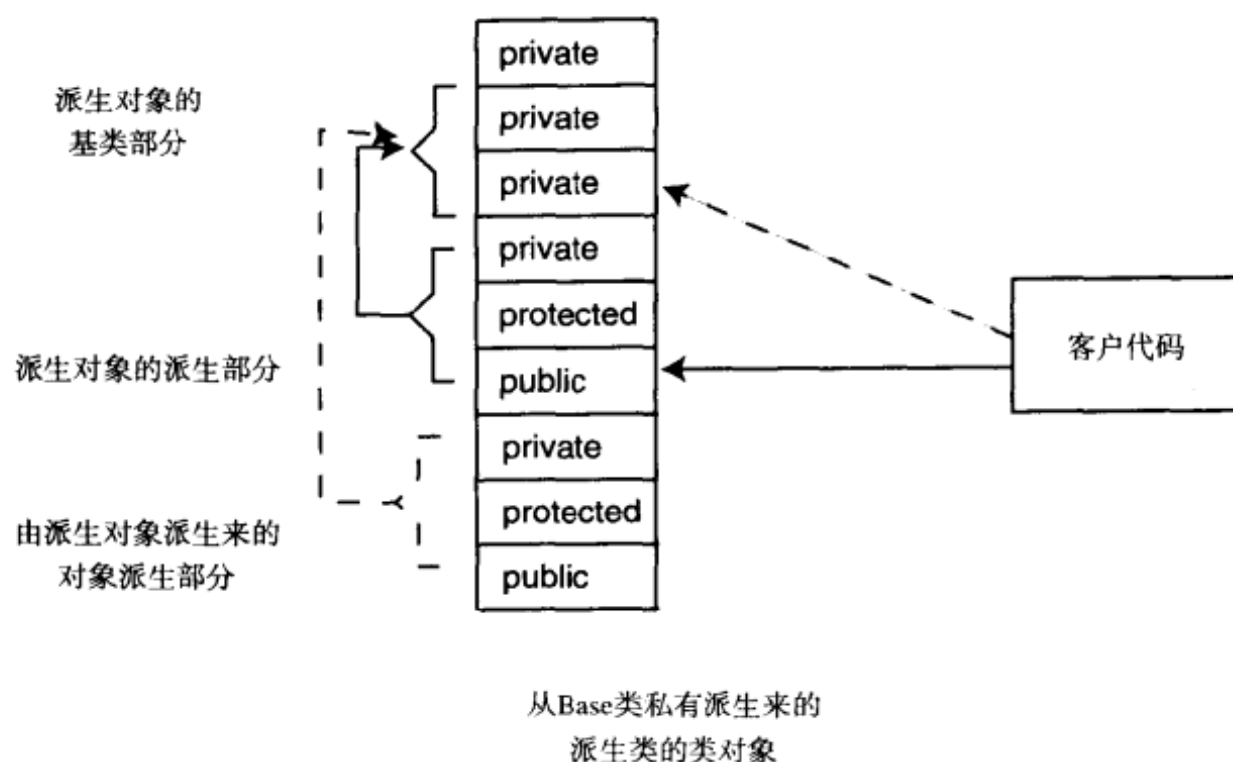 派生对象的
基类部分
private
private
private
private
protected
public
private
protected
public
派生对象的派生部分
由派生对象派生来的
对象派生部分
客户代码
从Base类私有派生来的
派生类的类对象